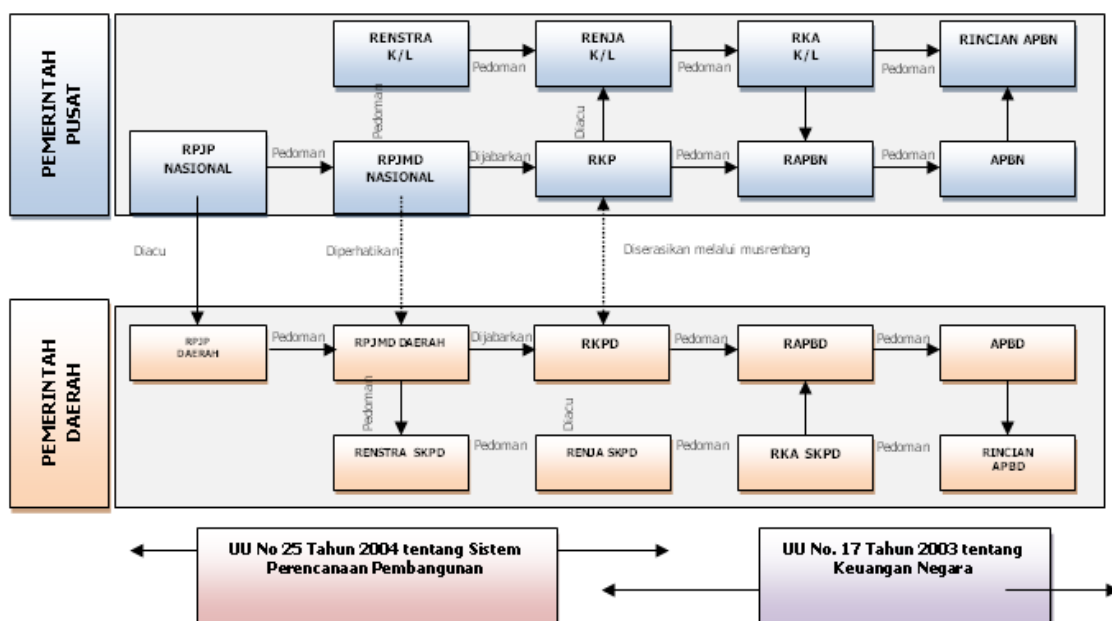 PEMERINTAH
PUSAT
RENSTRA
K/L
Pedoman
RENJA
K/L
Pedoman
RKA
K/L
Pedoman
RINCIAN APBN
Pedoman
Diacu
RPJP
NASIONAL
Pedoman
RPJMD
NASIONAL
Dijabarkan
RKP
Pedoman
RAPBN
Pedoman
APBN
Diacu
Diperhatikan
Diserasikan melalui musrenbang
PEMERINTAH
DAERAH
RPJP
DAERAH
Pedoman
RPJMD DAERAH
Dijabarkan
RKPD
Pedoman
RAPBD
Pedoman
APBD
Pedoman
Diacu
RENSTRA SKPD
Pedoman
RENJA SKPD
Pedoman
RKA SKPD
Pedoman
RINCIAN
APBD
UU No 25 Tahun 2004 tentang Sistem
Perencanaan Pembangunan
UU No. 17 Tahun 2003 tentang
Keuangan Negara